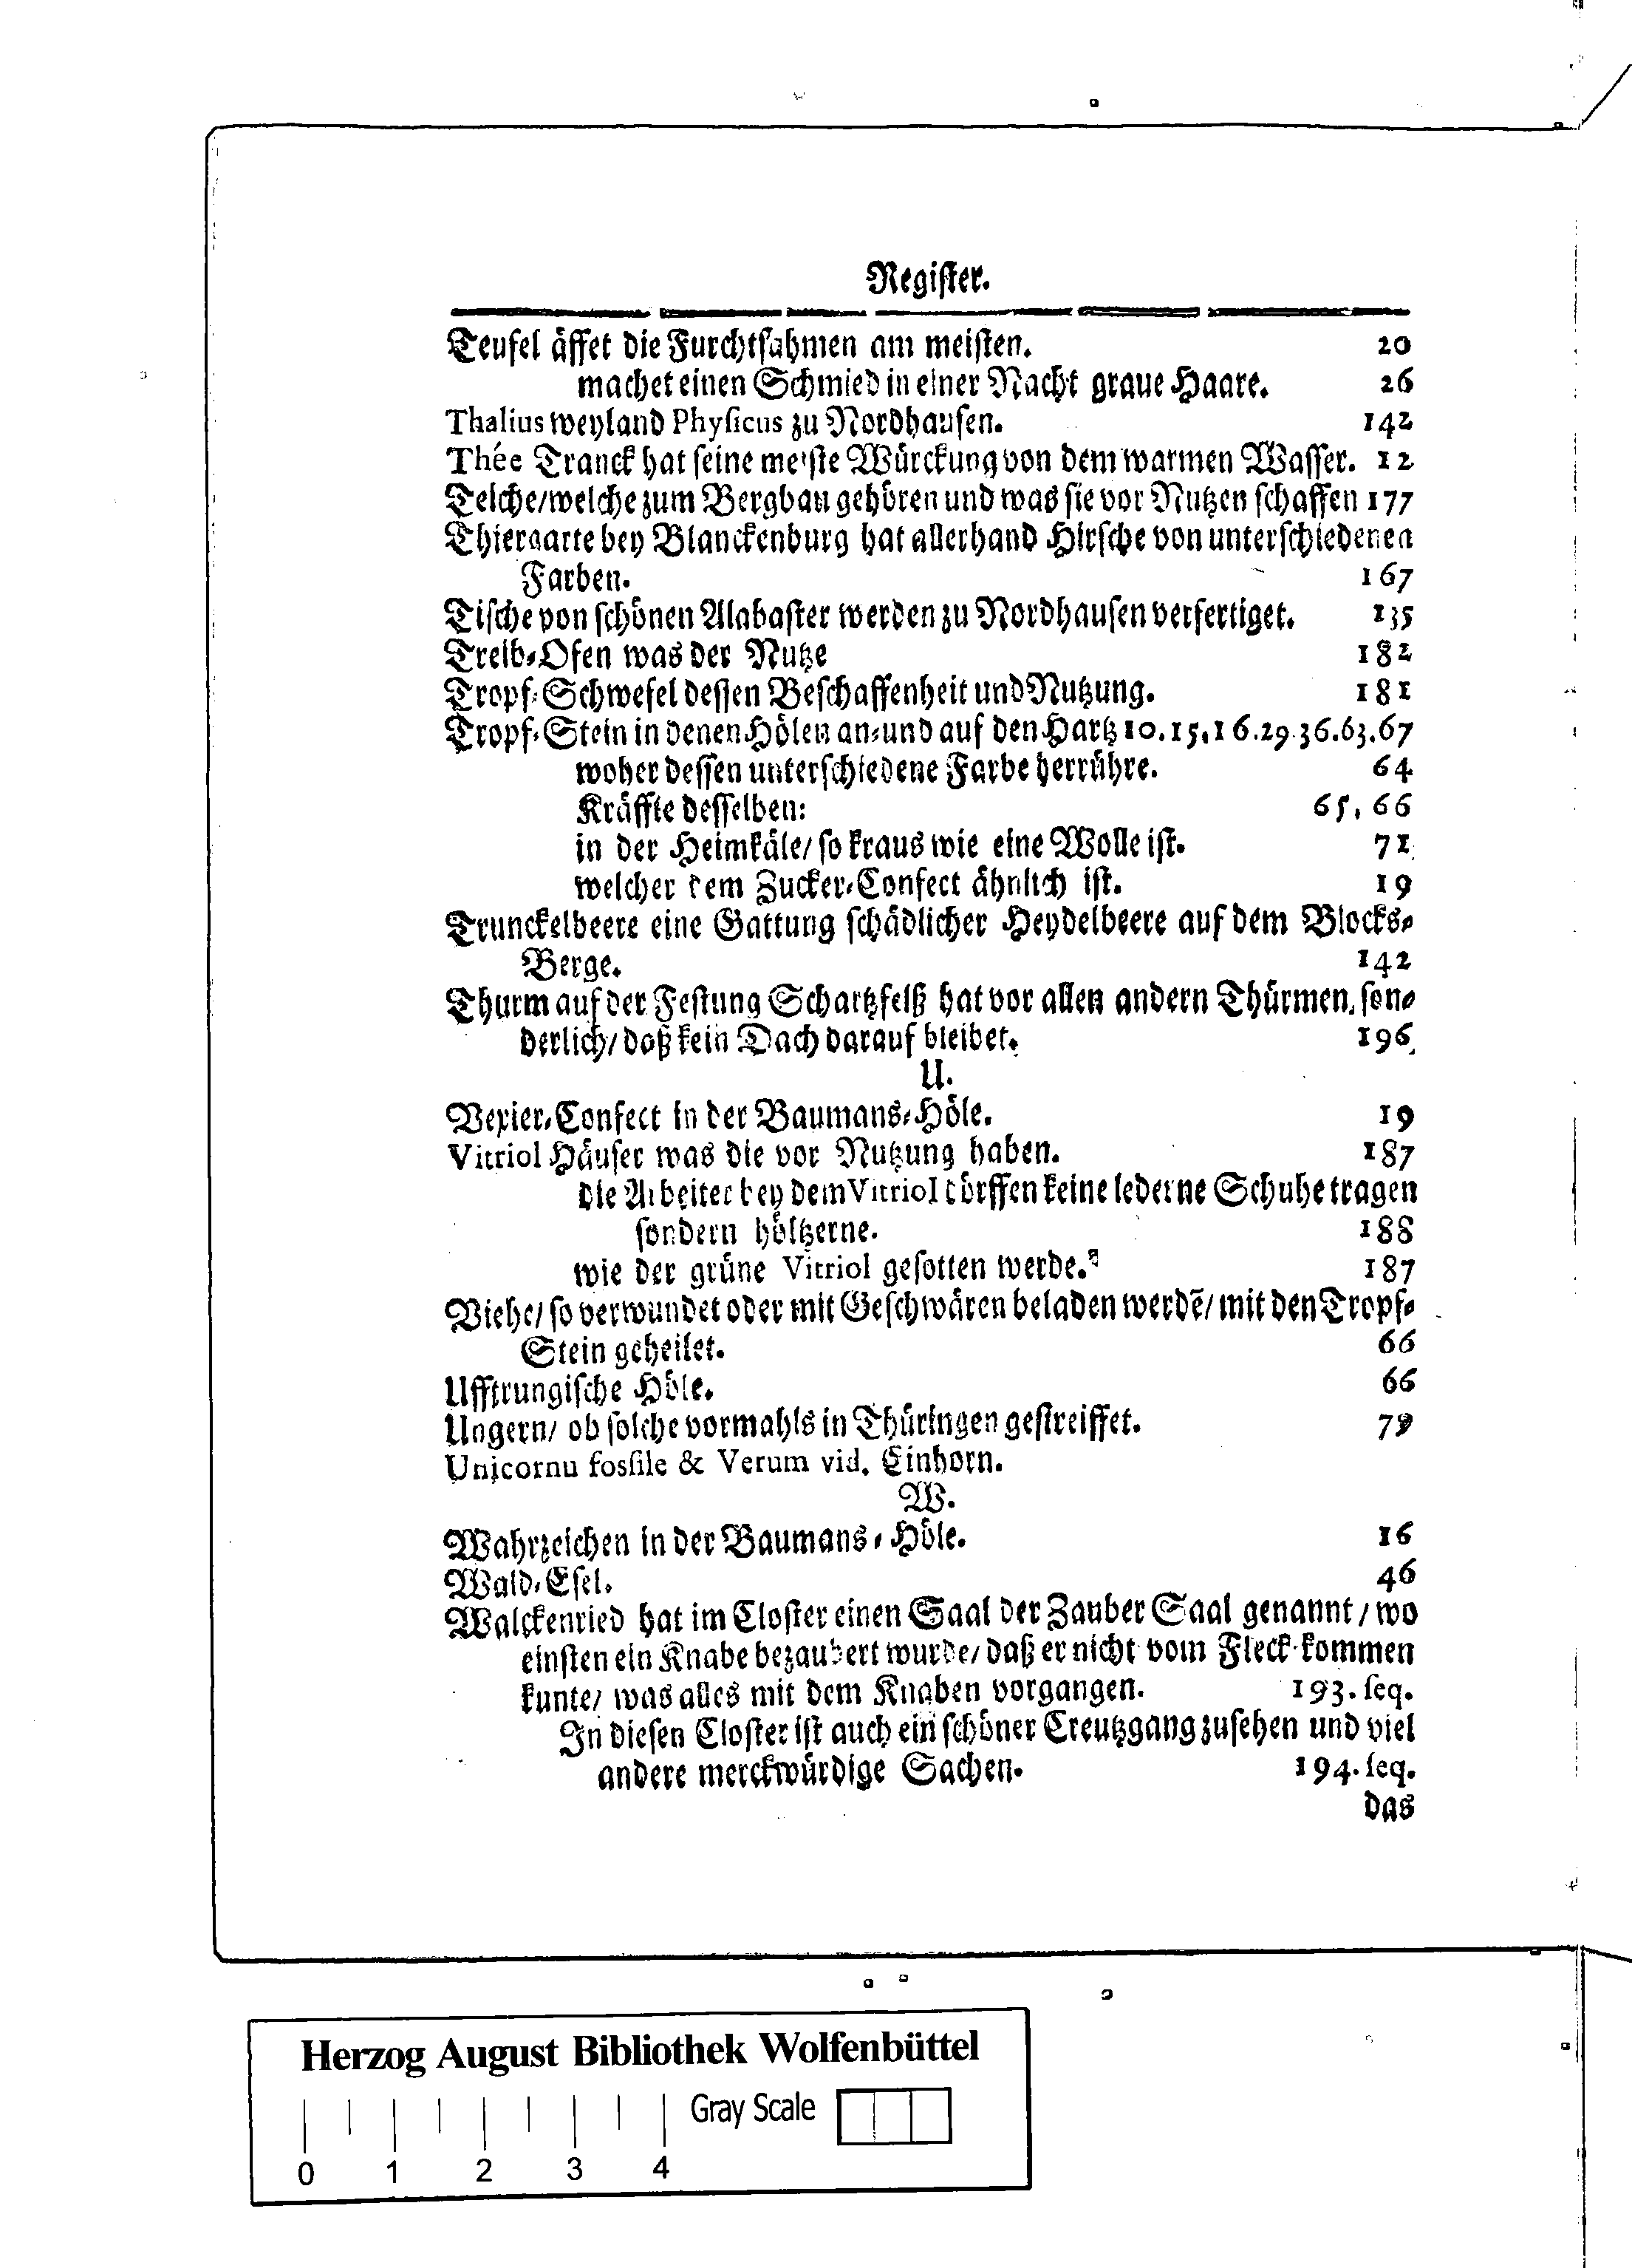 Register.
Teufel äffet die Furchtsahmen am meisten. 20
machet einen Schmied in einer Nacht graue Haare. 26
Thalius weyland Physicus zu Nordhausen. 142
Thée Tranck hat seine meiste Würckung von dem warmen Wasser. 12
Teiche/welche zum Bergbau gehören und was sie vor Nutzen schaffen 177
Thiergarte bey Blanckenburg hat allerhand Hirsche von unterschiedenen
Farben. 167
Tische von schönen Alabaster werden zu Nordhausen verfertiget. 135
Treib-Ofen was der Nutze 182
Tropf-Schwefel dessen Beschaffenheit und Nutzung. 181
Tropf-Stein in denen Hölen an-und auf den Hartz 10.15.16.29.36.63.67
woher dessen unterschiedene Farbe herrühre. 64
Kräffte desselben: 65, 66
in der Heimkäle/ so kraus wie eine Wolle ist. 71
welcher dem Zucker-Confect ähnlich ist. 19
Trunckelbeere eine Gattung schädlicher Heydelbeere auf dem Blocks-
Berge. 142
Thurm auf der Festung Schartzfelß hat vor allen andern Thürmen, son-
derlich/ daß kein Dach darauf bleibet. 196
U.
Vexier-Confect in der Baumans-Höle. 19
Vitriol Häuser was die vor Nutzung haben. 187
die Arbeiter bey dem Vitriol dörffen keine lederne Schuhe tragen
sondern höltzerne. 188
wie der grüne Vitriol gesotten werde. 187
Viehe/ so verwundet oder mit Geschwären beladen werdē/ mit den Tropf-
Stein geheilet. 66
Ufftrungische Höle. 66
Ungern/ ob solche vormahls in Thüringen gestreiffet. 79
Unicornu fossile & Verum vid. Einhorn.
W.
Wahrzeichen in der Baumans-Höle. 16
Wald-Esel. 46
Walckenried hat im Closter einen Saal der Zauber Saal genannt / wo
einsten ein Knabe bezaubert wurde/ daß er nicht vom Fleck kommen
kunte/ was alles mit dem Knaben vorgangen. 193. seq.
In diesen Closter ist auch ein schöner Creutzgang zusehen und viel
andere merckwürdige Sachen. 194. seq.
das
Herzog August Bibliothek Wolfenbüttel
Gray Scale
0 1 2 3 4